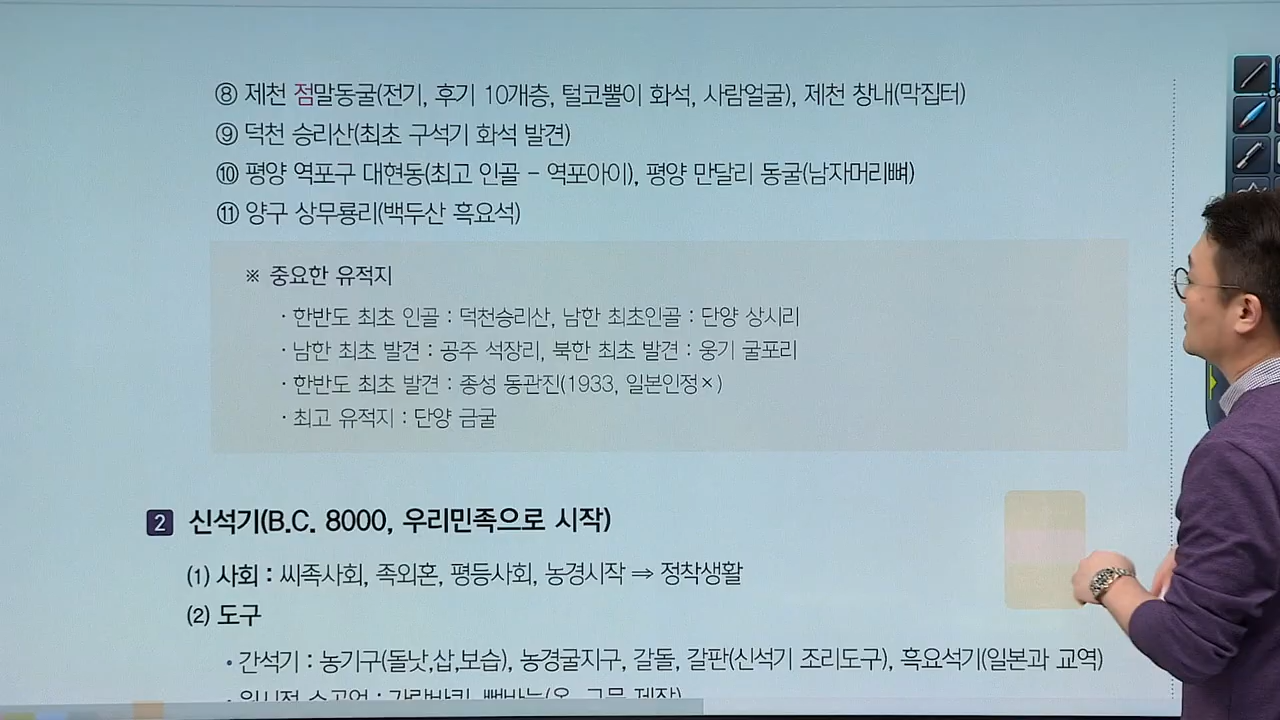 ⑧ 제천 점말동굴(전기, 후기 10개층, 털코뿔이 화석, 사람얼굴), 제천 창내(막집터)
⑨ 덕천 승리산(최초 구석기 화석 발견)
⑩ 평양 역포구 대현동(최고 인골 - 역포아이), 평양 만달리 동굴(남자머리뼈)
⑪ 양구 상무룡리(백두산 흑요석)
※ 중요한 유적지
· 한반도 최초 인골 : 덕천승리산, 남한 최초인골 : 단양 상시리
· 남한 최초 발견 : 공주 석장리, 북한 최초 발견 : 웅기 굴포리
· 한반도 최초 발견 : 종성 동관진(1933, 일본인정×)
· 최고 유적지 : 단양 금굴
2 신석기(B.C. 8000, 우리민족으로 시작)
(1) 사회 : 씨족사회, 족외혼, 평등사회, 농경시작 ⇒ 정착생활
(2) 도구
• 간석기 : 농기구(돌낫,삽,보습), 농경굴지구, 갈돌, 갈판(신석기 조리도구), 흑요석기(일본과 교역)